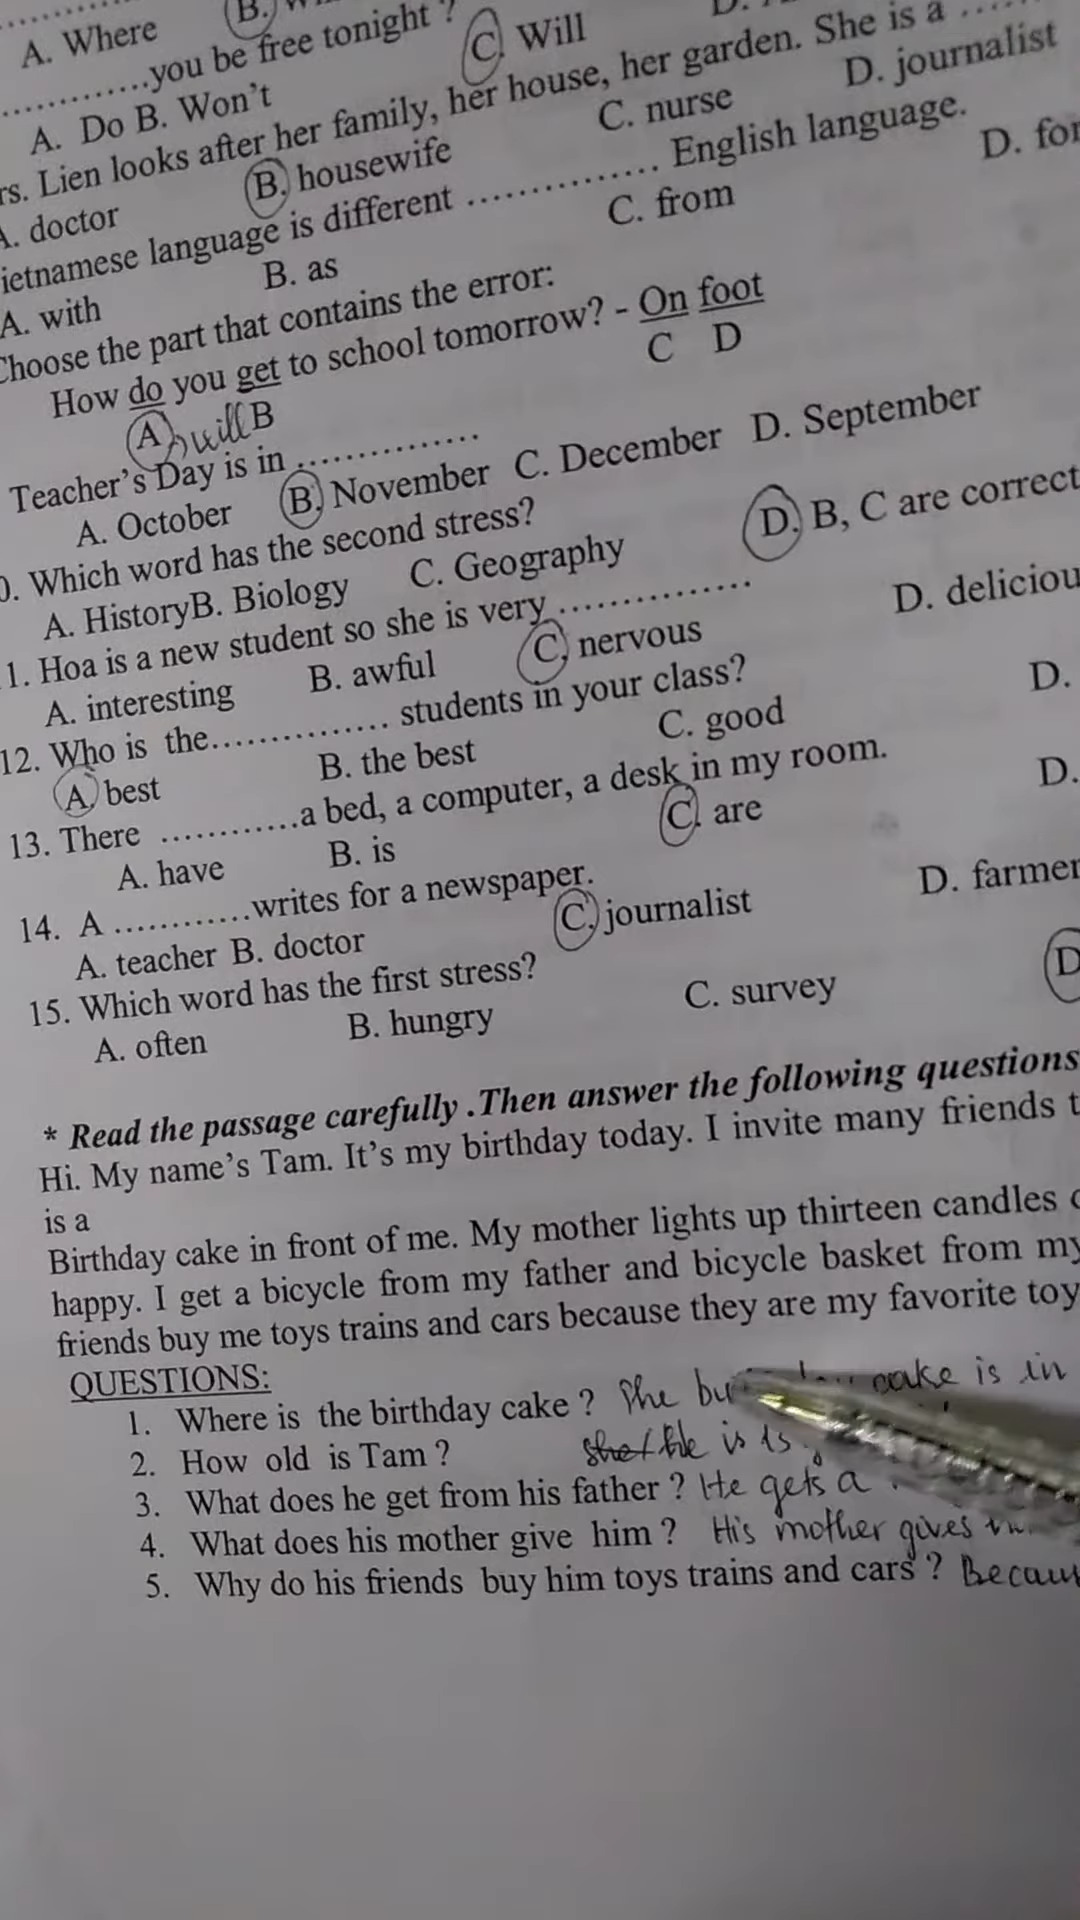 A. Where B.
.............you be free tonight ?
A. Do B. Won't C. Will
rs. Lien looks after her family, her house, her garden. She is a .....
A. doctor B. housewife C. nurse D. journalist
ietnamese language is different ............... English language.
A. with B. as C. from D. for
Choose the part that contains the error:
How do you get to school tomorrow? - On foot
A will B C D
Teacher's Day is in ..............
A. October B. November C. December D. September
0. Which word has the second stress?
A. HistoryB. Biology C. Geography D. B, C are correct
1. Hoa is a new student so she is very ...............
A. interesting B. awful C. nervous D. deliciou
12. Who is the............... students in your class?
A. best B. the best C. good D.
13. There ............a bed, a computer, a desk in my room.
A. have B. is C. are D.
14. A ............writes for a newspaper.
A. teacher B. doctor C. journalist D. farmer
15. Which word has the first stress?
A. often B. hungry C. survey D
* Read the passage carefully .Then answer the following questions
Hi. My name's Tam. It's my birthday today. I invite many friends t
is a
Birthday cake in front of me. My mother lights up thirteen candles
happy. I get a bicycle from my father and bicycle basket from my
friends buy me toys trains and cars because they are my favorite toy
QUESTIONS:
1. Where is the birthday cake ? The cake is in
2. How old is Tam ? He is 13
3. What does he get from his father ? He gets a
4. What does his mother give him ? His mother gives
5. Why do his friends buy him toys trains and cars ? Becau